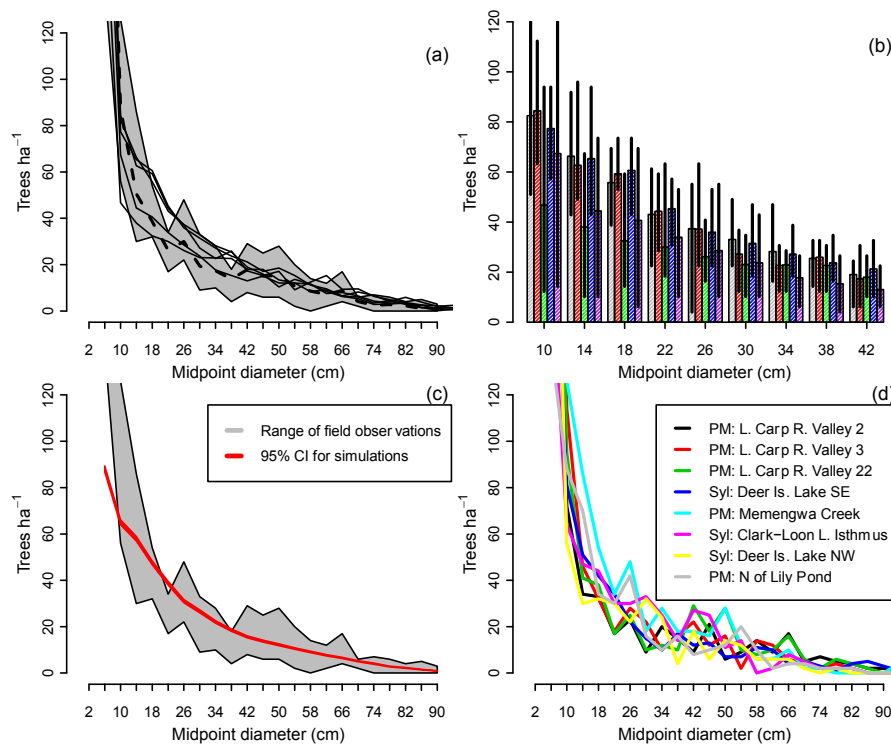 (a)
Trees ha−1
0 20 40 60 80 100 120
2 10 18 26 34 42 50 58 66 74 82 90
Midpoint diameter (cm)
(b)
Trees ha−1
0 20 40 60 80 100 120
10 14 18 22 26 30 34 38 42
Midpoint diameter (cm)
(c)
Trees ha−1
0 20 40 60 80 100 120
Range of field obser vations
95% CI for simulations
2 10 18 26 34 42 50 58 66 74 82 90
Midpoint diameter (cm)
(d)
Trees ha−1
0 20 40 60 80 100 120
PM: L. Carp R. Valley 2
PM: L. Carp R. Valley 3
PM: L. Carp R. Valley 22
Syl: Deer Is. Lake SE
PM: Memengwa Creek
Syl: Clark−Loon L. Isthmus
Syl: Deer Is. Lake NW
PM: N of Lily Pond
2 10 18 26 34 42 50 58 66 74 82 90
Midpoint diameter (cm)